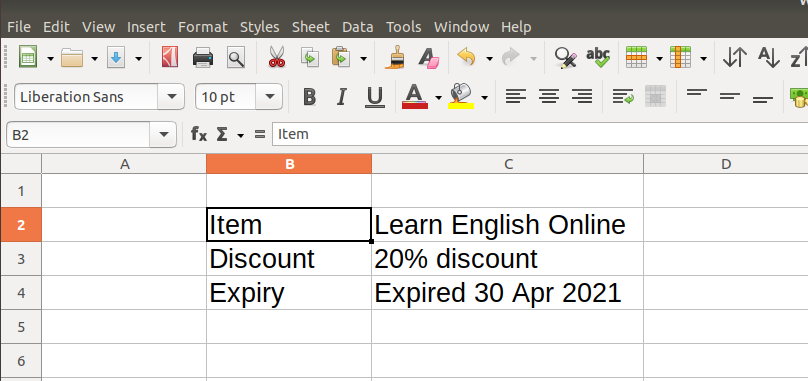 File Edit View Insert Format Styles Sheet Data Tools Window Help
Liberation Sans 10 pt B I U A
B2 fx Σ = Item
A B C D
1
2 Item Learn English Online
3 Discount 20% discount
4 Expiry Expired 30 Apr 2021
5
6